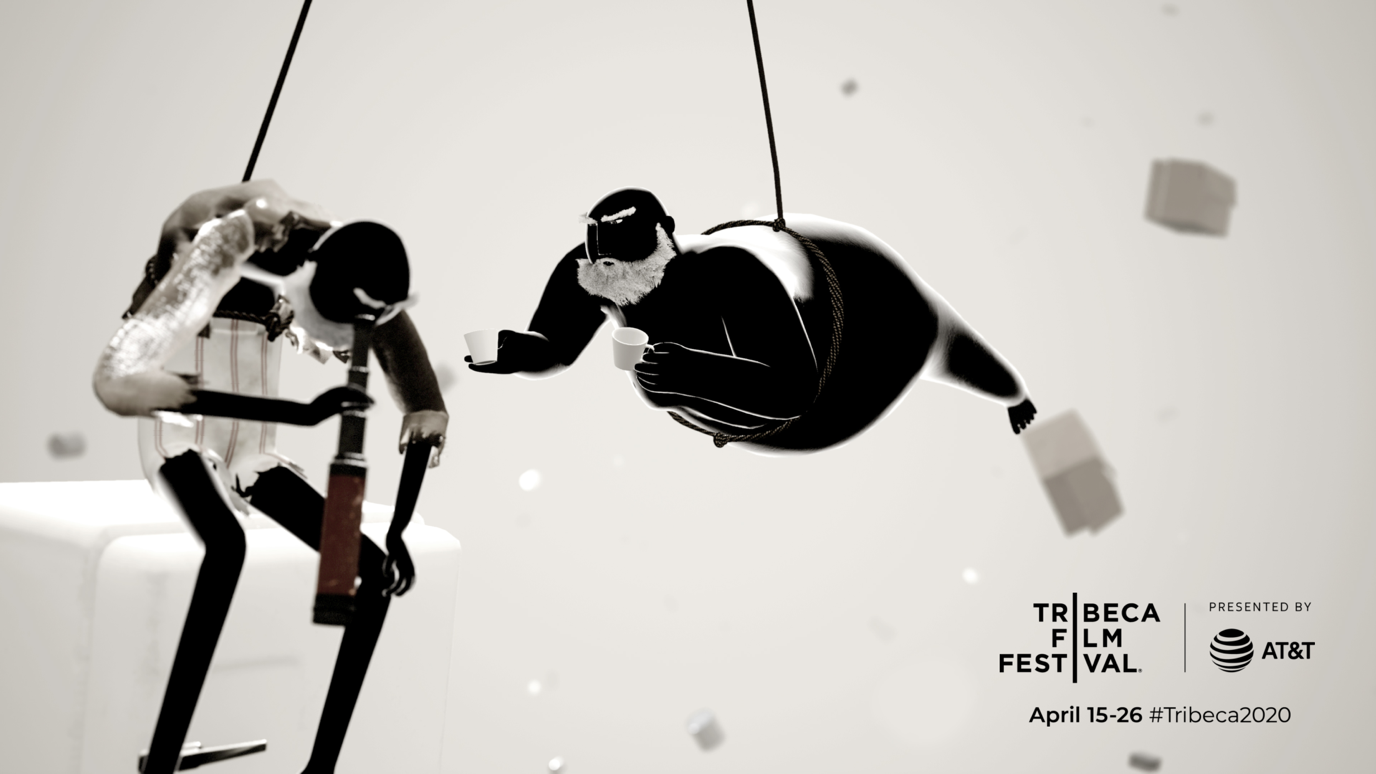 TRIBECA
FILM
FESTIVAL
PRESENTED BY
AT&T
April 15-26 #Tribeca2020